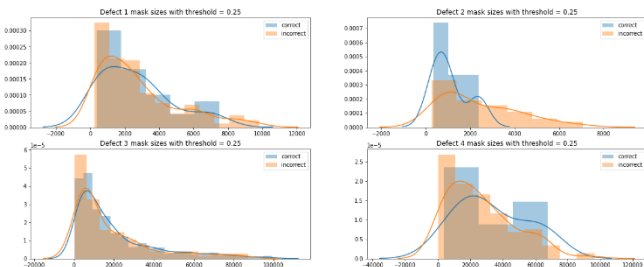 Defect 1 mask sizes with threshold = 0.25
0.00030
0.00025
0.00020
0.00015
0.00010
0.00005
0.00000
correct
incorrect
-2000 0 2000 4000 6000 8000 10000 12000
Defect 2 mask sizes with threshold = 0.25
0.0007
0.0006
0.0005
0.0004
0.0003
0.0002
0.0001
0.0000
correct
incorrect
-2000 0 2000 4000 6000 8000
Defect 3 mask sizes with threshold = 0.25
1e-5
6
5
4
3
2
1
0
correct
incorrect
-20000 0 20000 40000 60000 80000 100000
Defect 4 mask sizes with threshold = 0.25
1e-5
2.5
2.0
1.5
1.0
0.5
0.0
correct
incorrect
-40000 -20000 0 20000 40000 60000 80000 100000